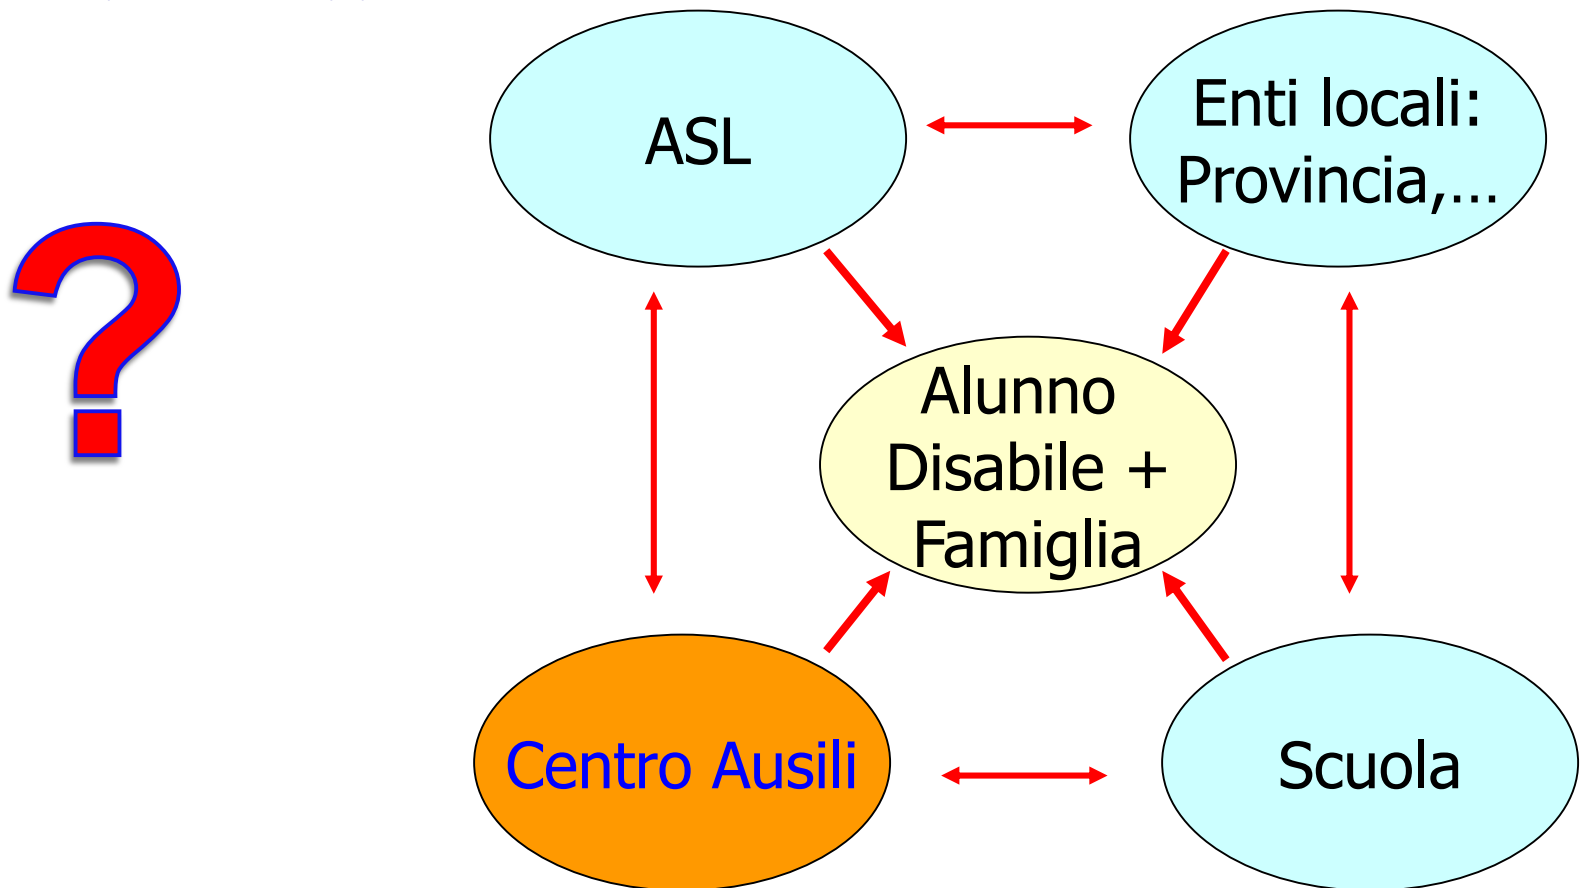 ?
ASL
Enti locali:
Provincia,...
Alunno
Disabile +
Famiglia
Centro Ausili
Scuola